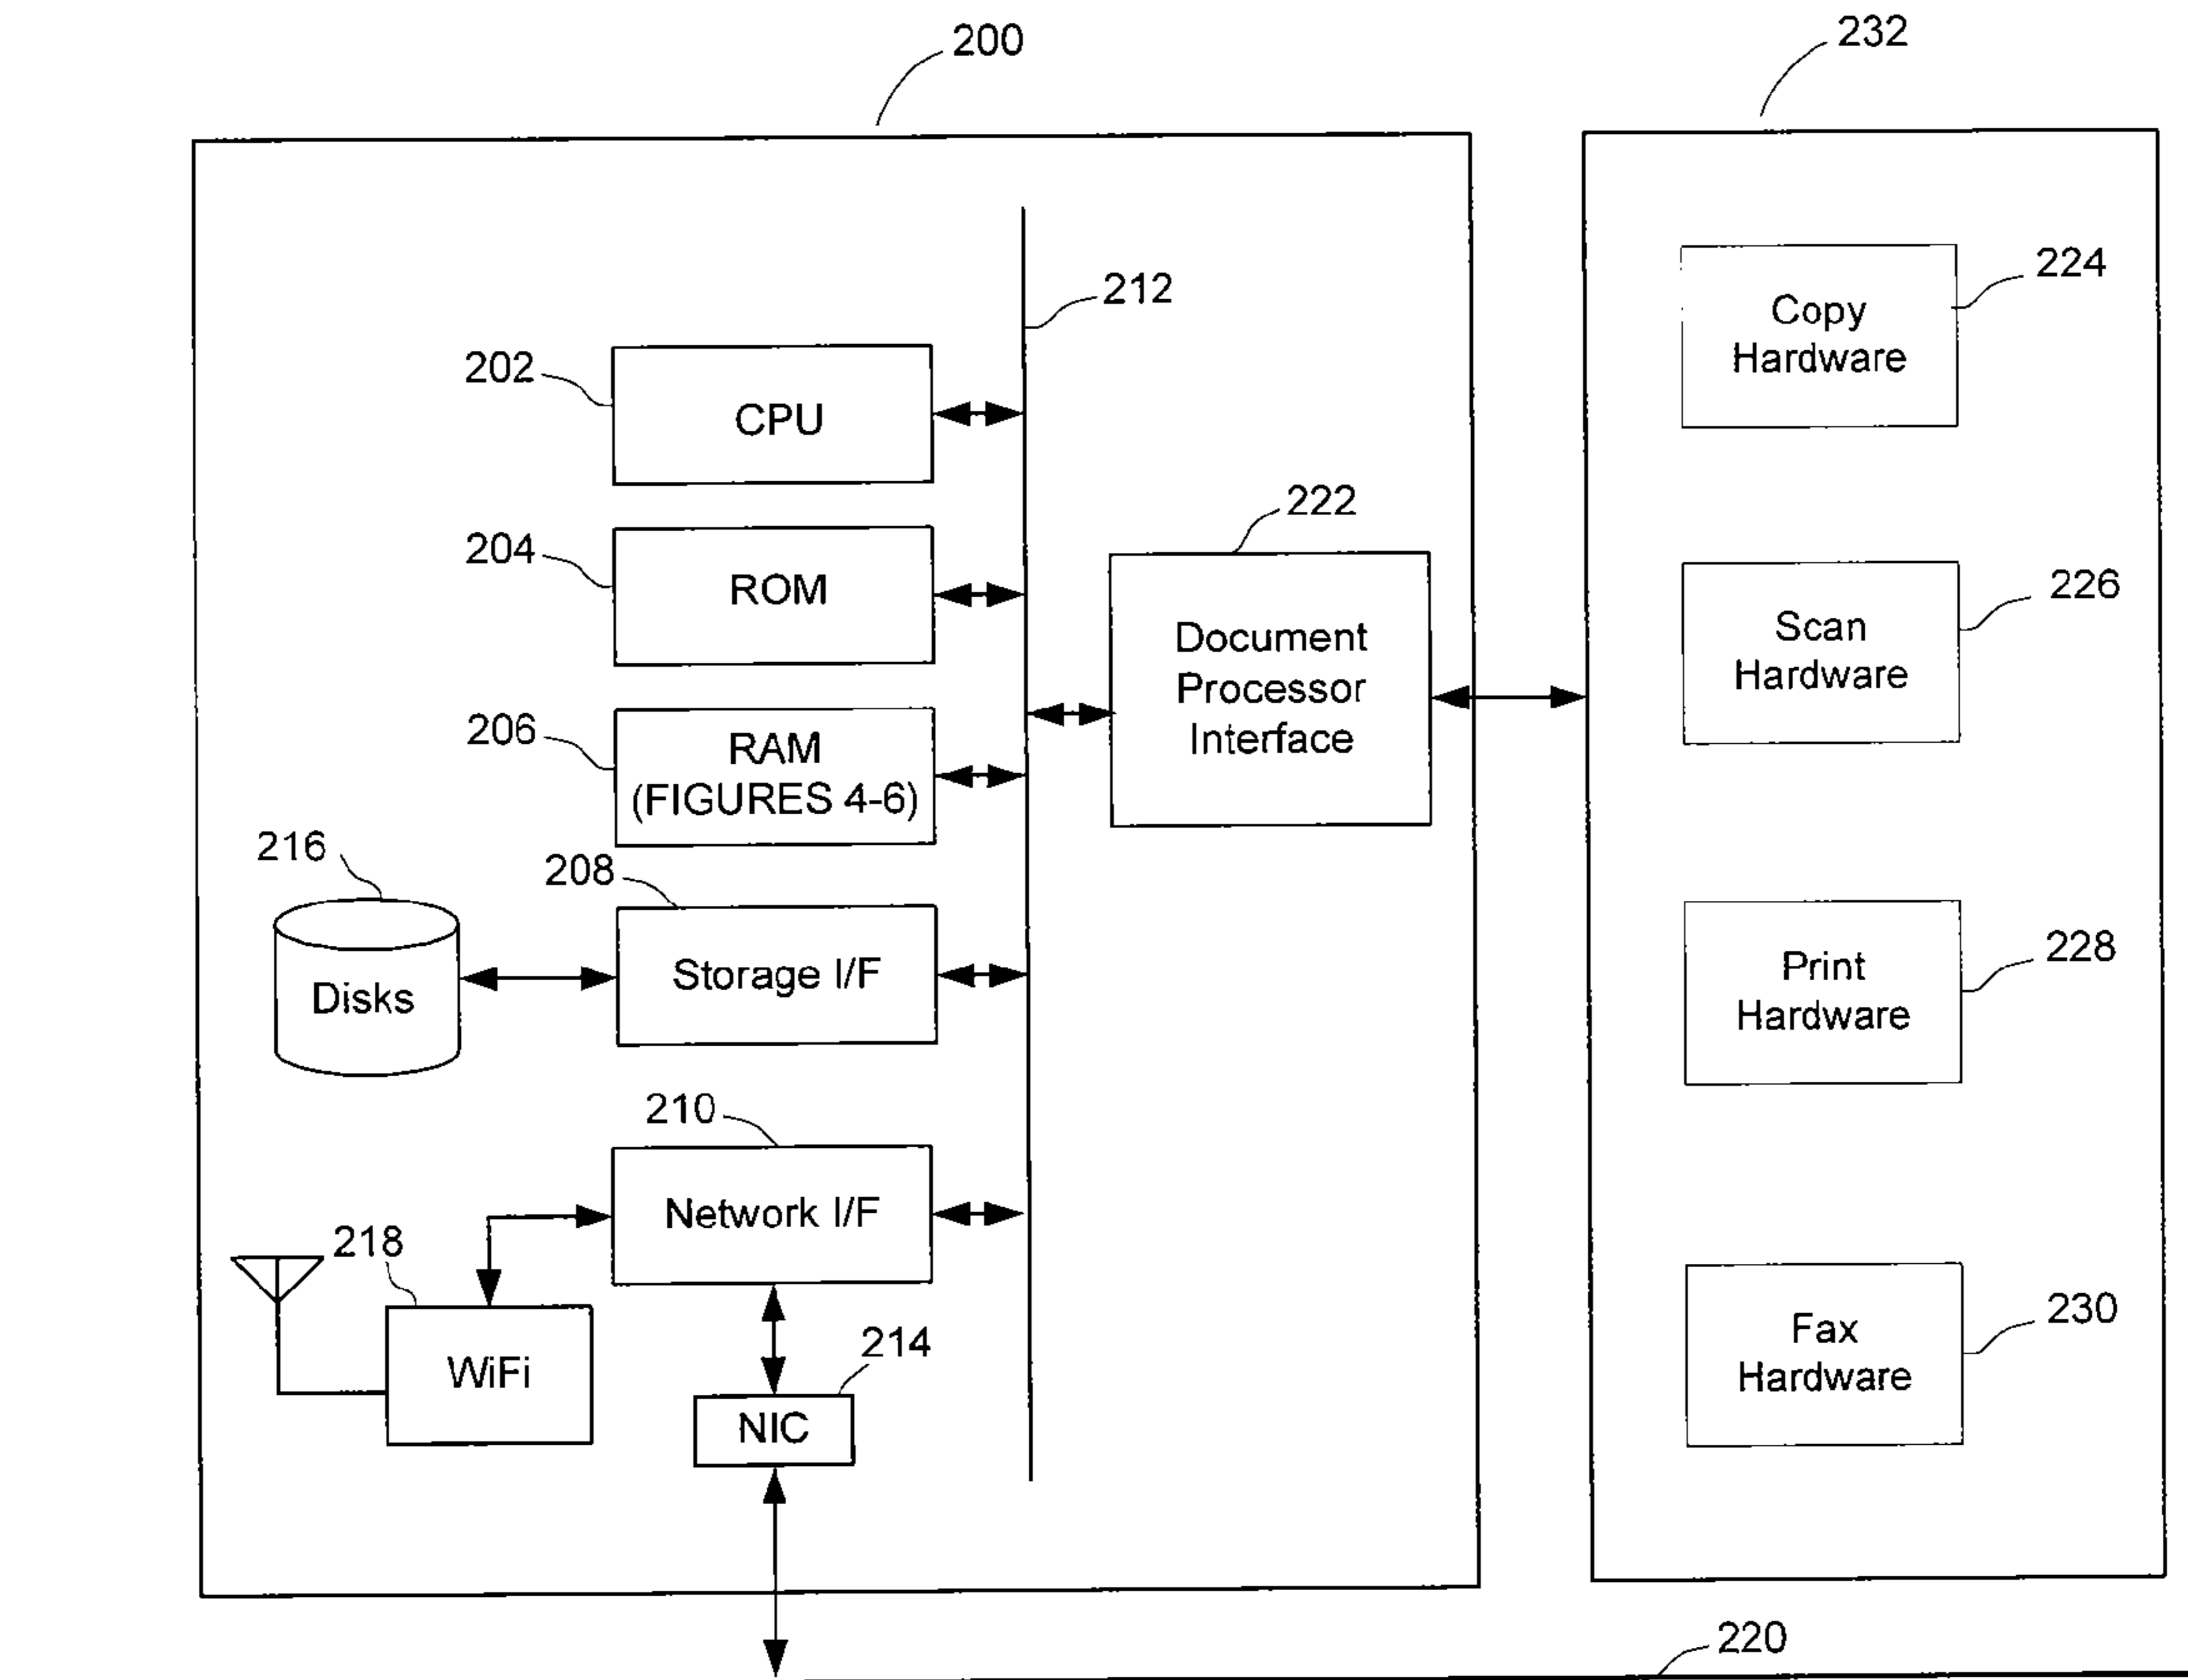 200
232
212
224
Copy
Hardware
202
CPU
222
204
ROM
Document
Processor
Interface
226
Scan
Hardware
206
RAM
(FIGURES 4-6)
216
208
Disks
Storage I/F
228
Print
Hardware
210
Network I/F
218
WiFi
214
NIC
230
Fax
Hardware
220